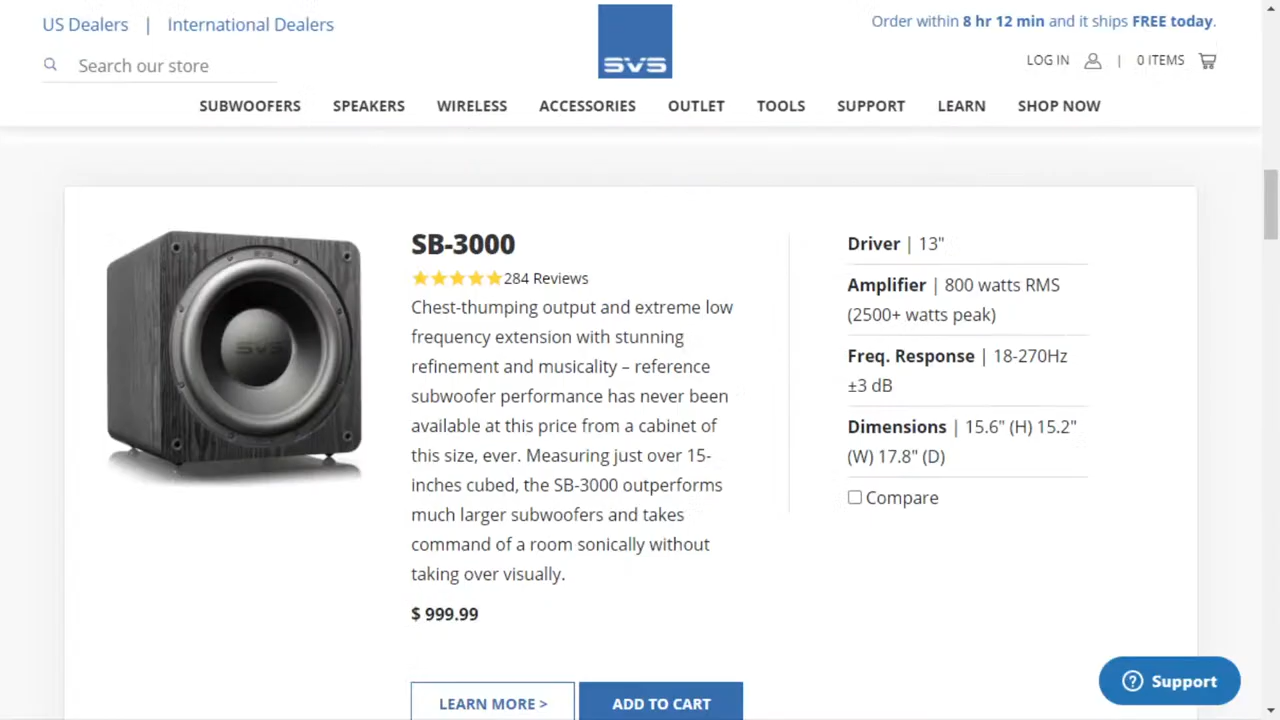 US Dealers | International Dealers
SVS
Order within 8 hr 12 min and it ships FREE today.
Search our store
LOG IN | 0 ITEMS
SUBWOOFERS SPEAKERS WIRELESS ACCESSORIES OUTLET TOOLS SUPPORT LEARN SHOP NOW
SVS
SVS
SB-3000
284 Reviews
Chest-thumping output and extreme low
frequency extension with stunning
refinement and musicality – reference
subwoofer performance has never been
available at this price from a cabinet of
this size, ever. Measuring just over 15-
inches cubed, the SB-3000 outperforms
much larger subwoofers and takes
command of a room sonically without
taking over visually.
$ 999.99
LEARN MORE >
ADD TO CART
Driver | 13"
Amplifier | 800 watts RMS
(2500+ watts peak)
Freq. Response | 18-270Hz
±3 dB
Dimensions | 15.6" (H) 15.2"
(W) 17.8" (D)
Compare
? Support